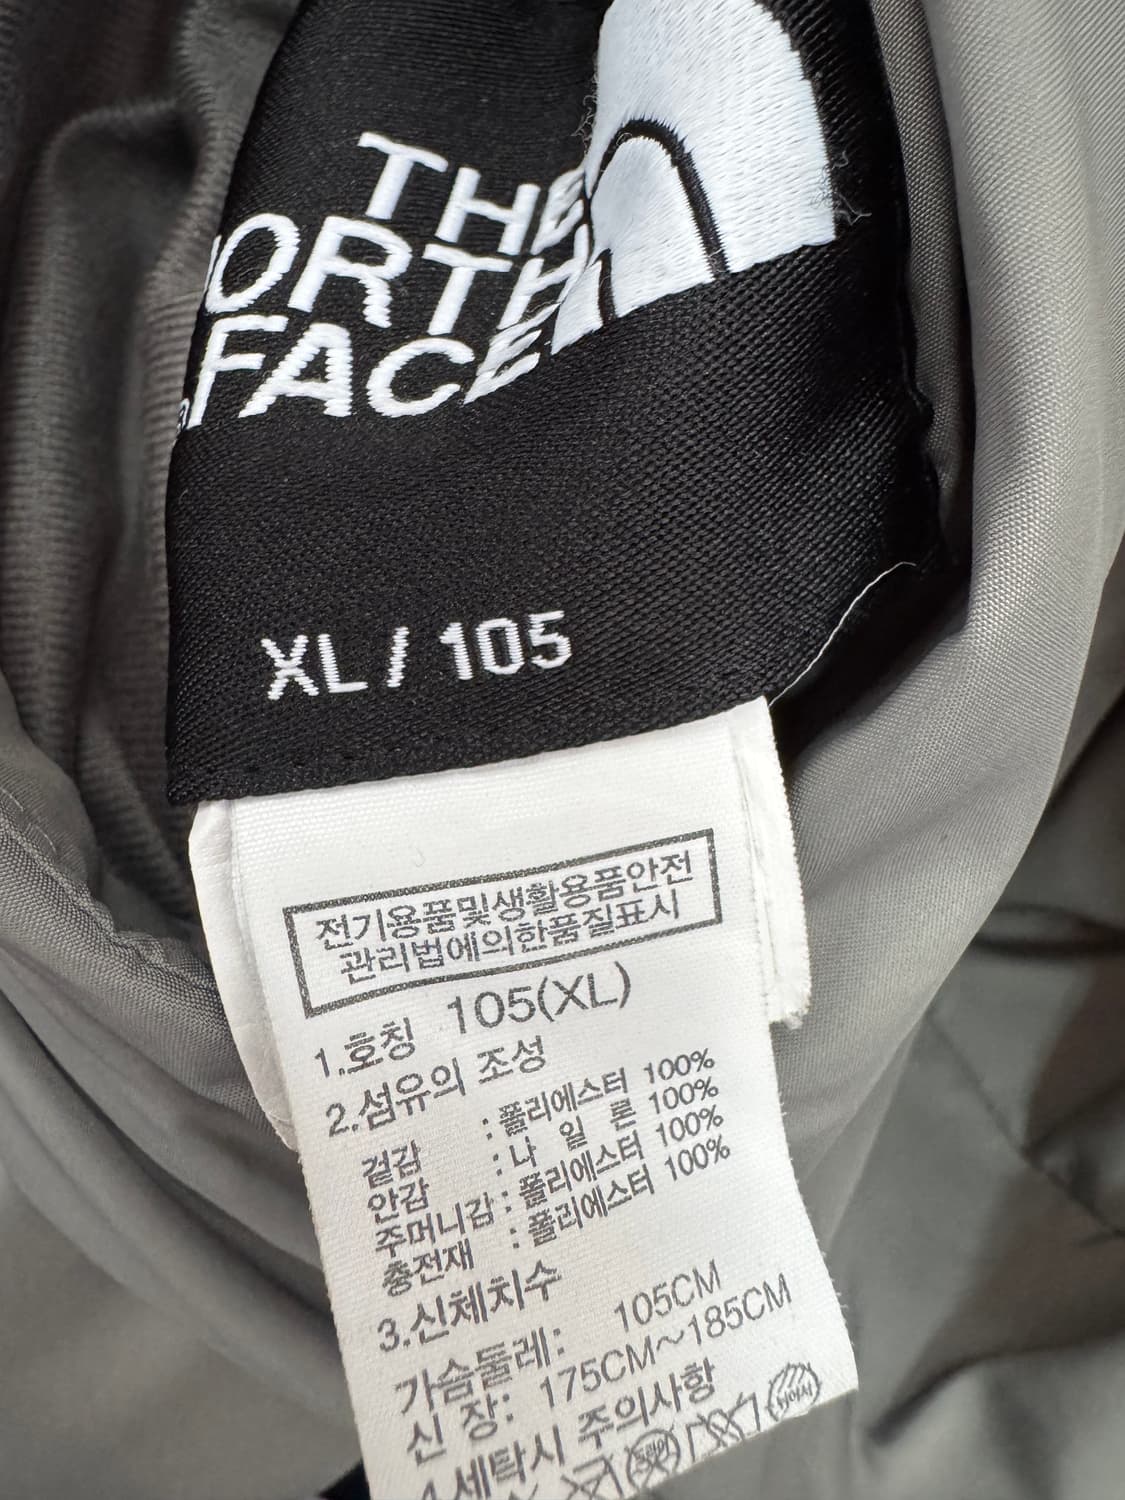 THE
NORTH
FACE
XL / 105
전기용품및생활용품안전
관리법에의한품질표시
1.호칭 105(XL)
2.섬유의 조성
겉감 : 폴리에스터 100%
안감 : 나 일 론 100%
주머니감 : 폴리에스터 100%
충전재 : 폴리에스터 100%
3.신체치수
가슴둘레: 105CM
신 장: 175CM~185CM
4.세탁시 주의사항
드라이